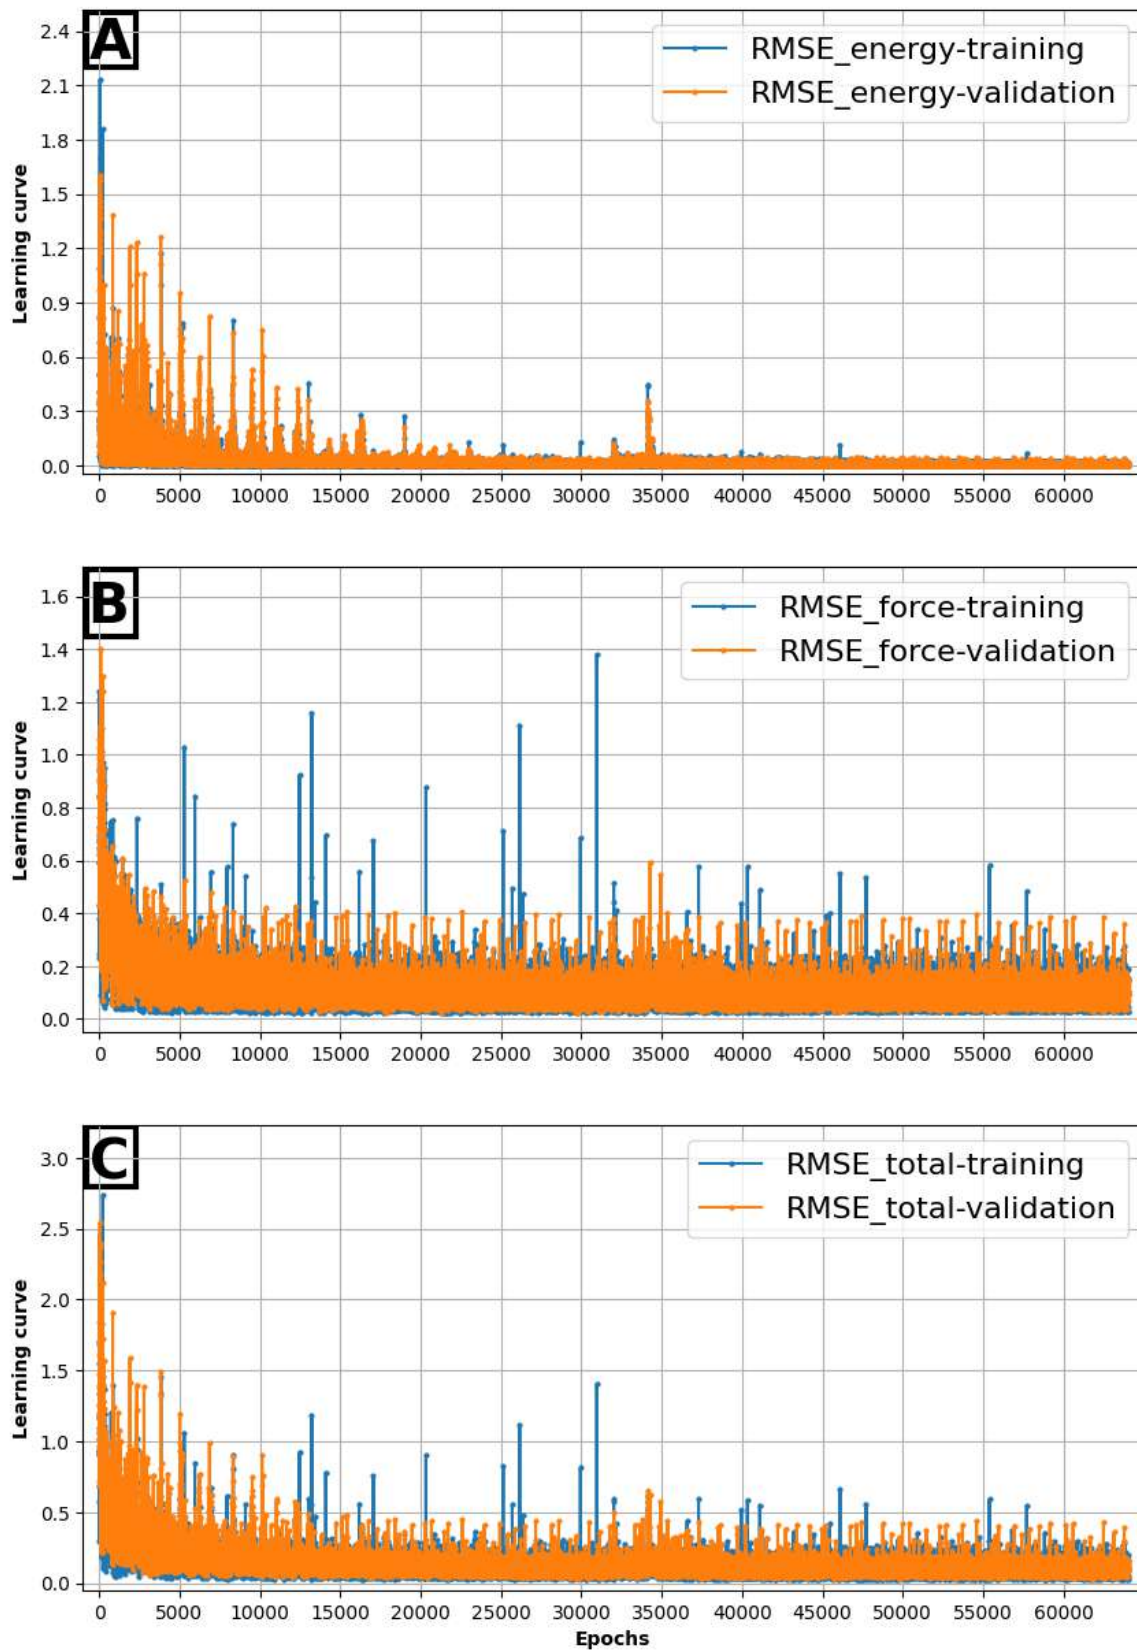 A
RMSE_energy-training
RMSE_energy-validation
Learning curve
2.4
2.1
1.8
1.5
1.2
0.9
0.6
0.3
0.0
0 5000 10000 15000 20000 25000 30000 35000 40000 45000 50000 55000 60000
B
RMSE_force-training
RMSE_force-validation
Learning curve
1.6
1.4
1.2
1.0
0.8
0.6
0.4
0.2
0.0
0 5000 10000 15000 20000 25000 30000 35000 40000 45000 50000 55000 60000
C
RMSE_total-training
RMSE_total-validation
Learning curve
3.0
2.5
2.0
1.5
1.0
0.5
0.0
0 5000 10000 15000 20000 25000 30000 35000 40000 45000 50000 55000 60000
Epochs